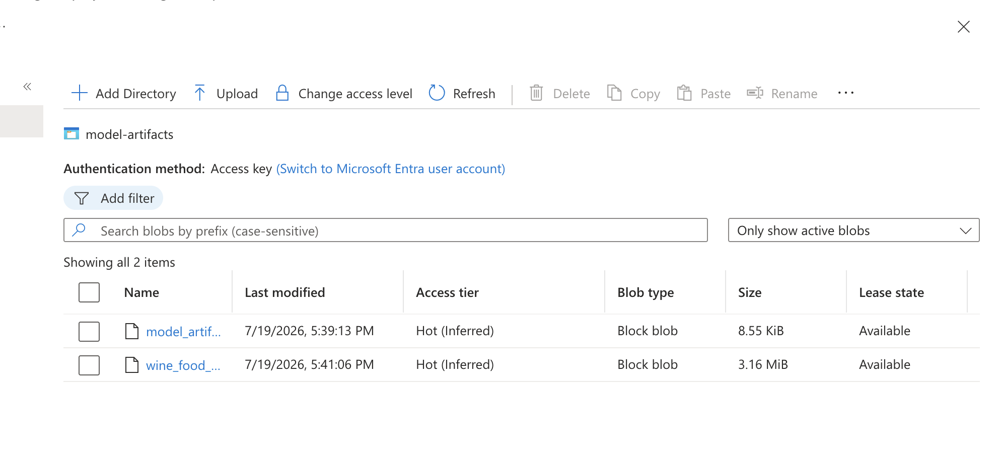 Add Directory Upload Change access level Refresh Delete Copy Paste Rename ...
model-artifacts
Authentication method: Access key (Switch to Microsoft Entra user account)
Add filter
Search blobs by prefix (case-sensitive) Only show active blobs
Showing all 2 items
Name Last modified Access tier Blob type Size Lease state
model_artif... 7/19/2026, 5:39:13 PM Hot (Inferred) Block blob 8.55 KiB Available
wine_food_... 7/19/2026, 5:41:06 PM Hot (Inferred) Block blob 3.16 MiB Available